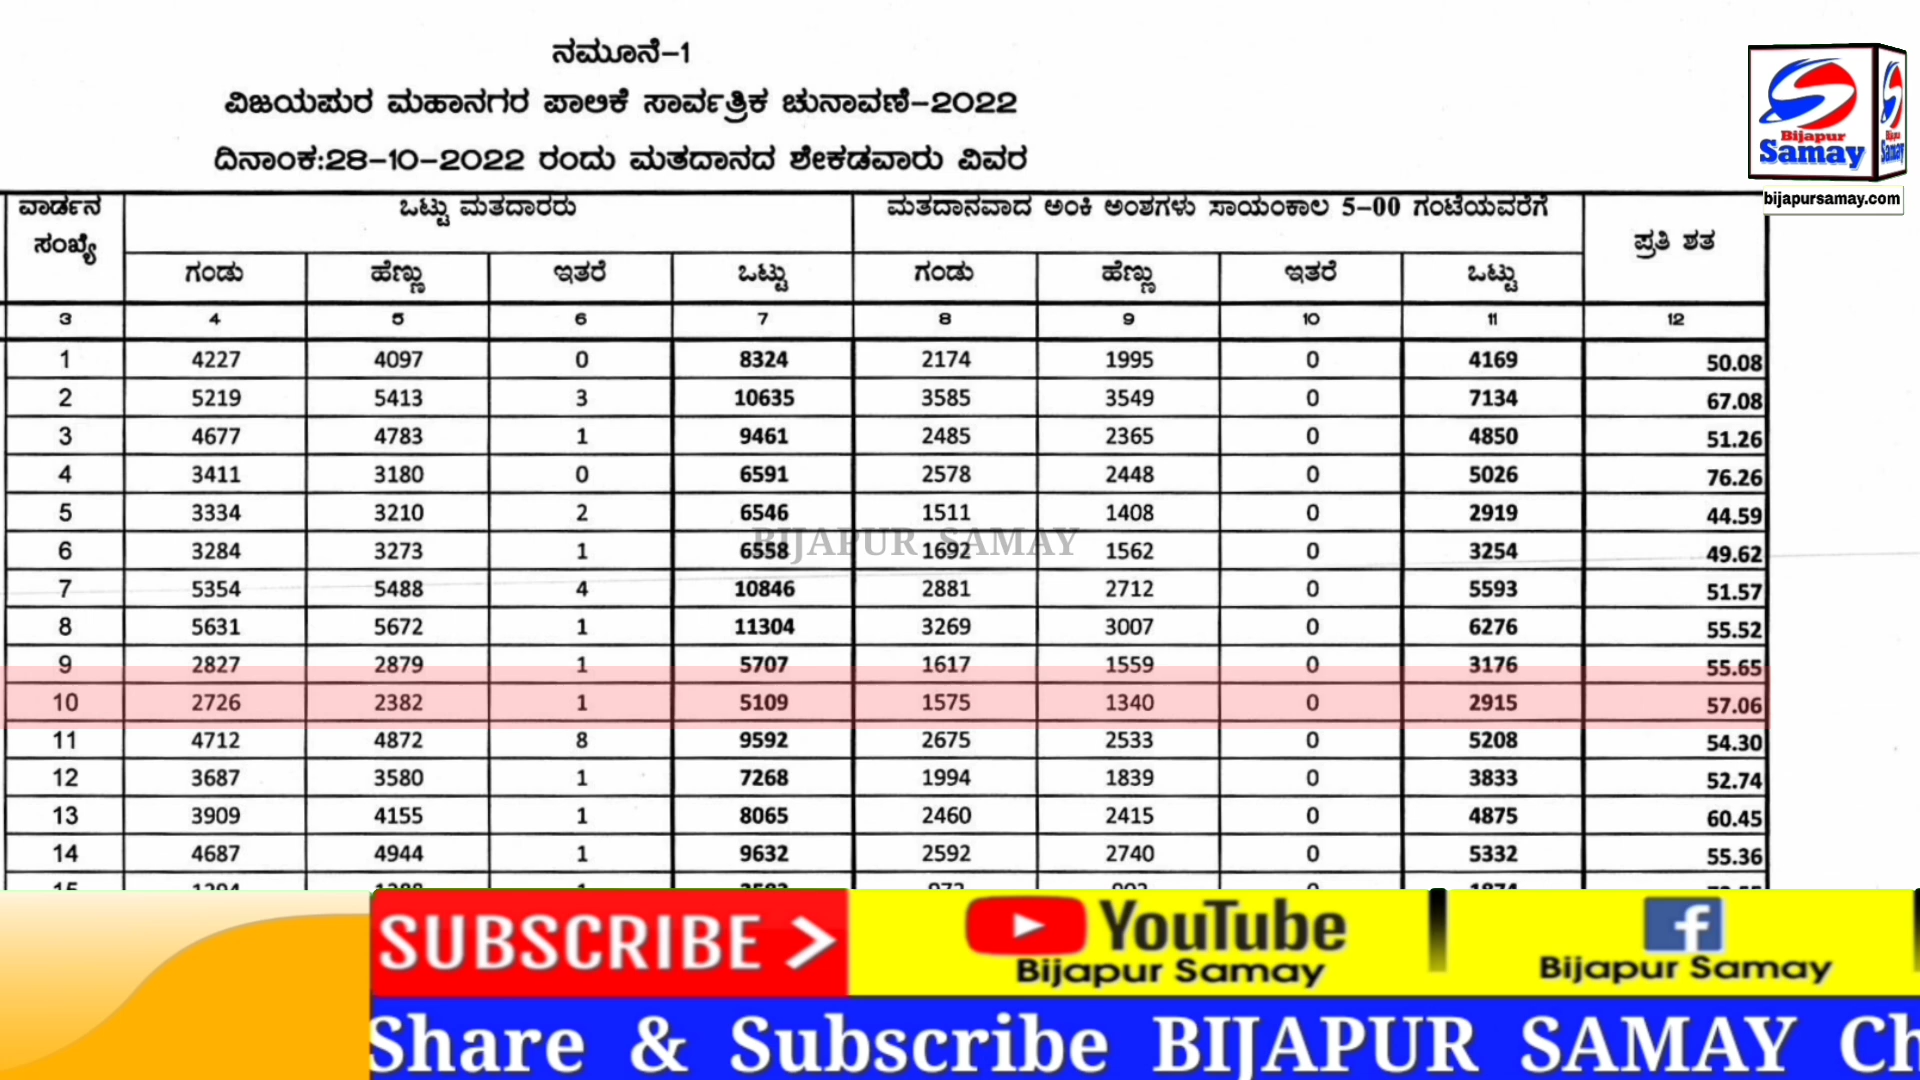 ನಮೂನೆ-1
ವಿಜಯಪುರ ಮಹಾನಗರ ಪಾಲಿಕೆ ಸಾರ್ವತ್ರಿಕ ಚುನಾವಣೆ-2022
ದಿನಾಂಕ:28-10-2022 ರಂದು ಮತದಾನದ ಶೇಕಡವಾರು ವಿವರ
Bijapur
Samay
Bijapur
Samay
bijapursamay.com
ವಾರ್ಡನ ಸಂಖ್ಯೆ ಒಟ್ಟು ಮತದಾರರು ಮತದಾನವಾದ ಅಂಕಿ ಅಂಶಗಳು ಸಾಯಂಕಾಲ 5-00 ಗಂಟೆಯವರೆಗೆ ಪ್ರತಿ ಶತ
ಗಂಡು ಹೆಣ್ಣು ಇತರೆ ಒಟ್ಟು ಗಂಡು ಹೆಣ್ಣು ಇತರೆ ಒಟ್ಟು
3 4 5 6 7 8 9 10 11 12
1 4227 4097 0 8324 2174 1995 0 4169 50.08
2 5219 5413 3 10635 3585 3549 0 7134 67.08
3 4677 4783 1 9461 2485 2365 0 4850 51.26
4 3411 3180 0 6591 2578 2448 0 5026 76.26
5 3334 3210 2 6546 1511 1408 0 2919 44.59
BIJAPUR SAMAY
6 3284 3273 1 6558 1692 1562 0 3254 49.62
7 5354 5488 4 10846 2881 2712 0 5593 51.57
8 5631 5672 1 11304 3269 3007 0 6276 55.52
9 2827 2879 1 5707 1617 1559 0 3176 55.65
10 2726 2382 1 5109 1575 1340 0 2915 57.06
11 4712 4872 8 9592 2675 2533 0 5208 54.30
12 3687 3580 1 7268 1994 1839 0 3833 52.74
13 3909 4155 1 8065 2460 2415 0 4875 60.45
14 4687 4944 1 9632 2592 2740 0 5332 55.36
SUBSCRIBE >
YouTube
Bijapur Samay
f
Bijapur Samay
Share & Subscribe BIJAPUR SAMAY Ch